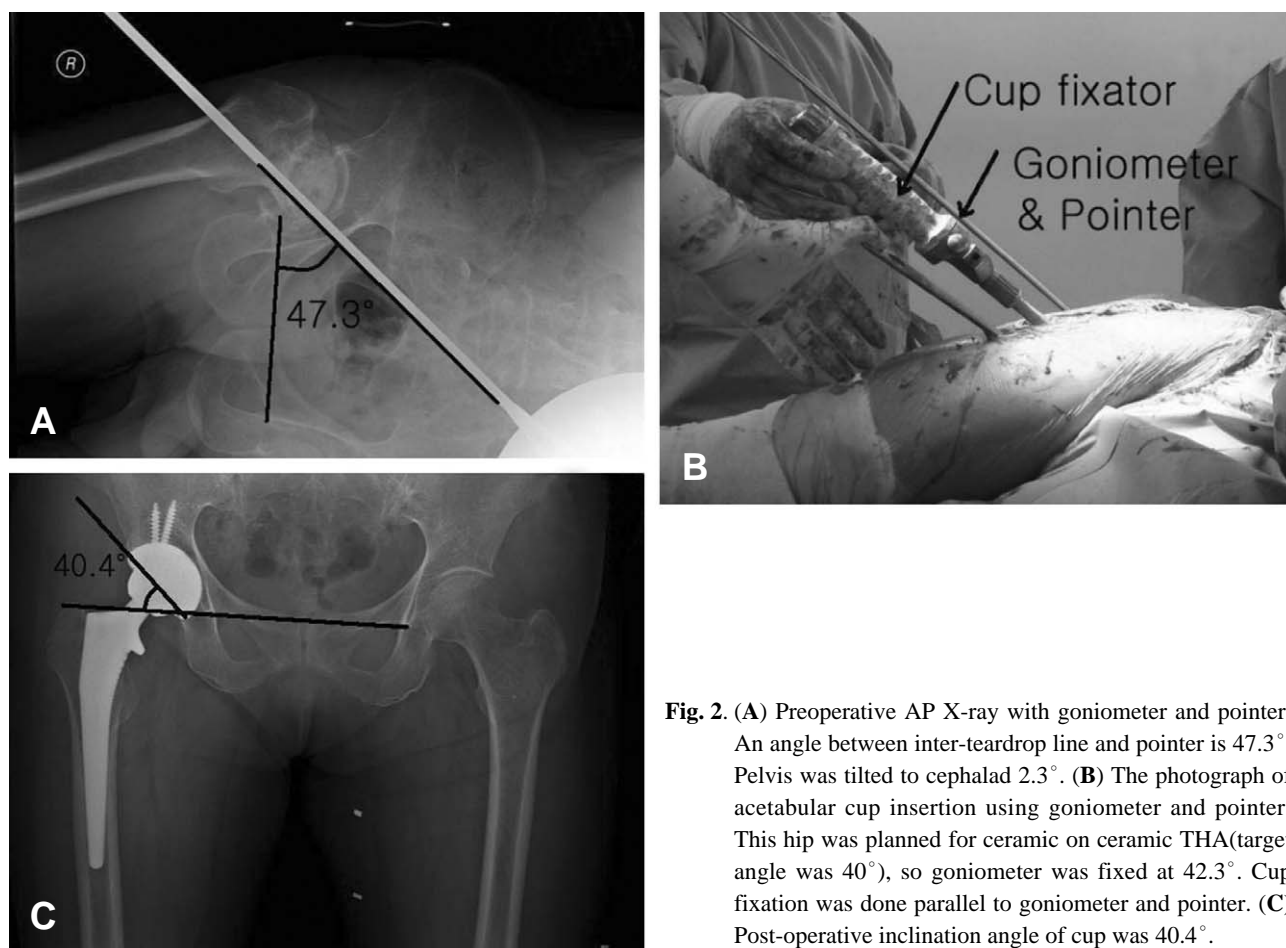 R
47.3°
A
Cup fixator
Goniometer
& Pointer
B
40.4°
C
Fig. 2. (A) Preoperative AP X-ray with goniometer and pointer
An angle between inter-teardrop line and pointer is 47.3°
Pelvis was tilted to cephalad 2.3°. (B) The photograph of
acetabular cup insertion using goniometer and pointer
This hip was planned for ceramic on ceramic THA(target
angle was 40°), so goniometer was fixed at 42.3°. Cup
fixation was done parallel to goniometer and pointer. (C)
Post-operative inclination angle of cup was 40.4°.